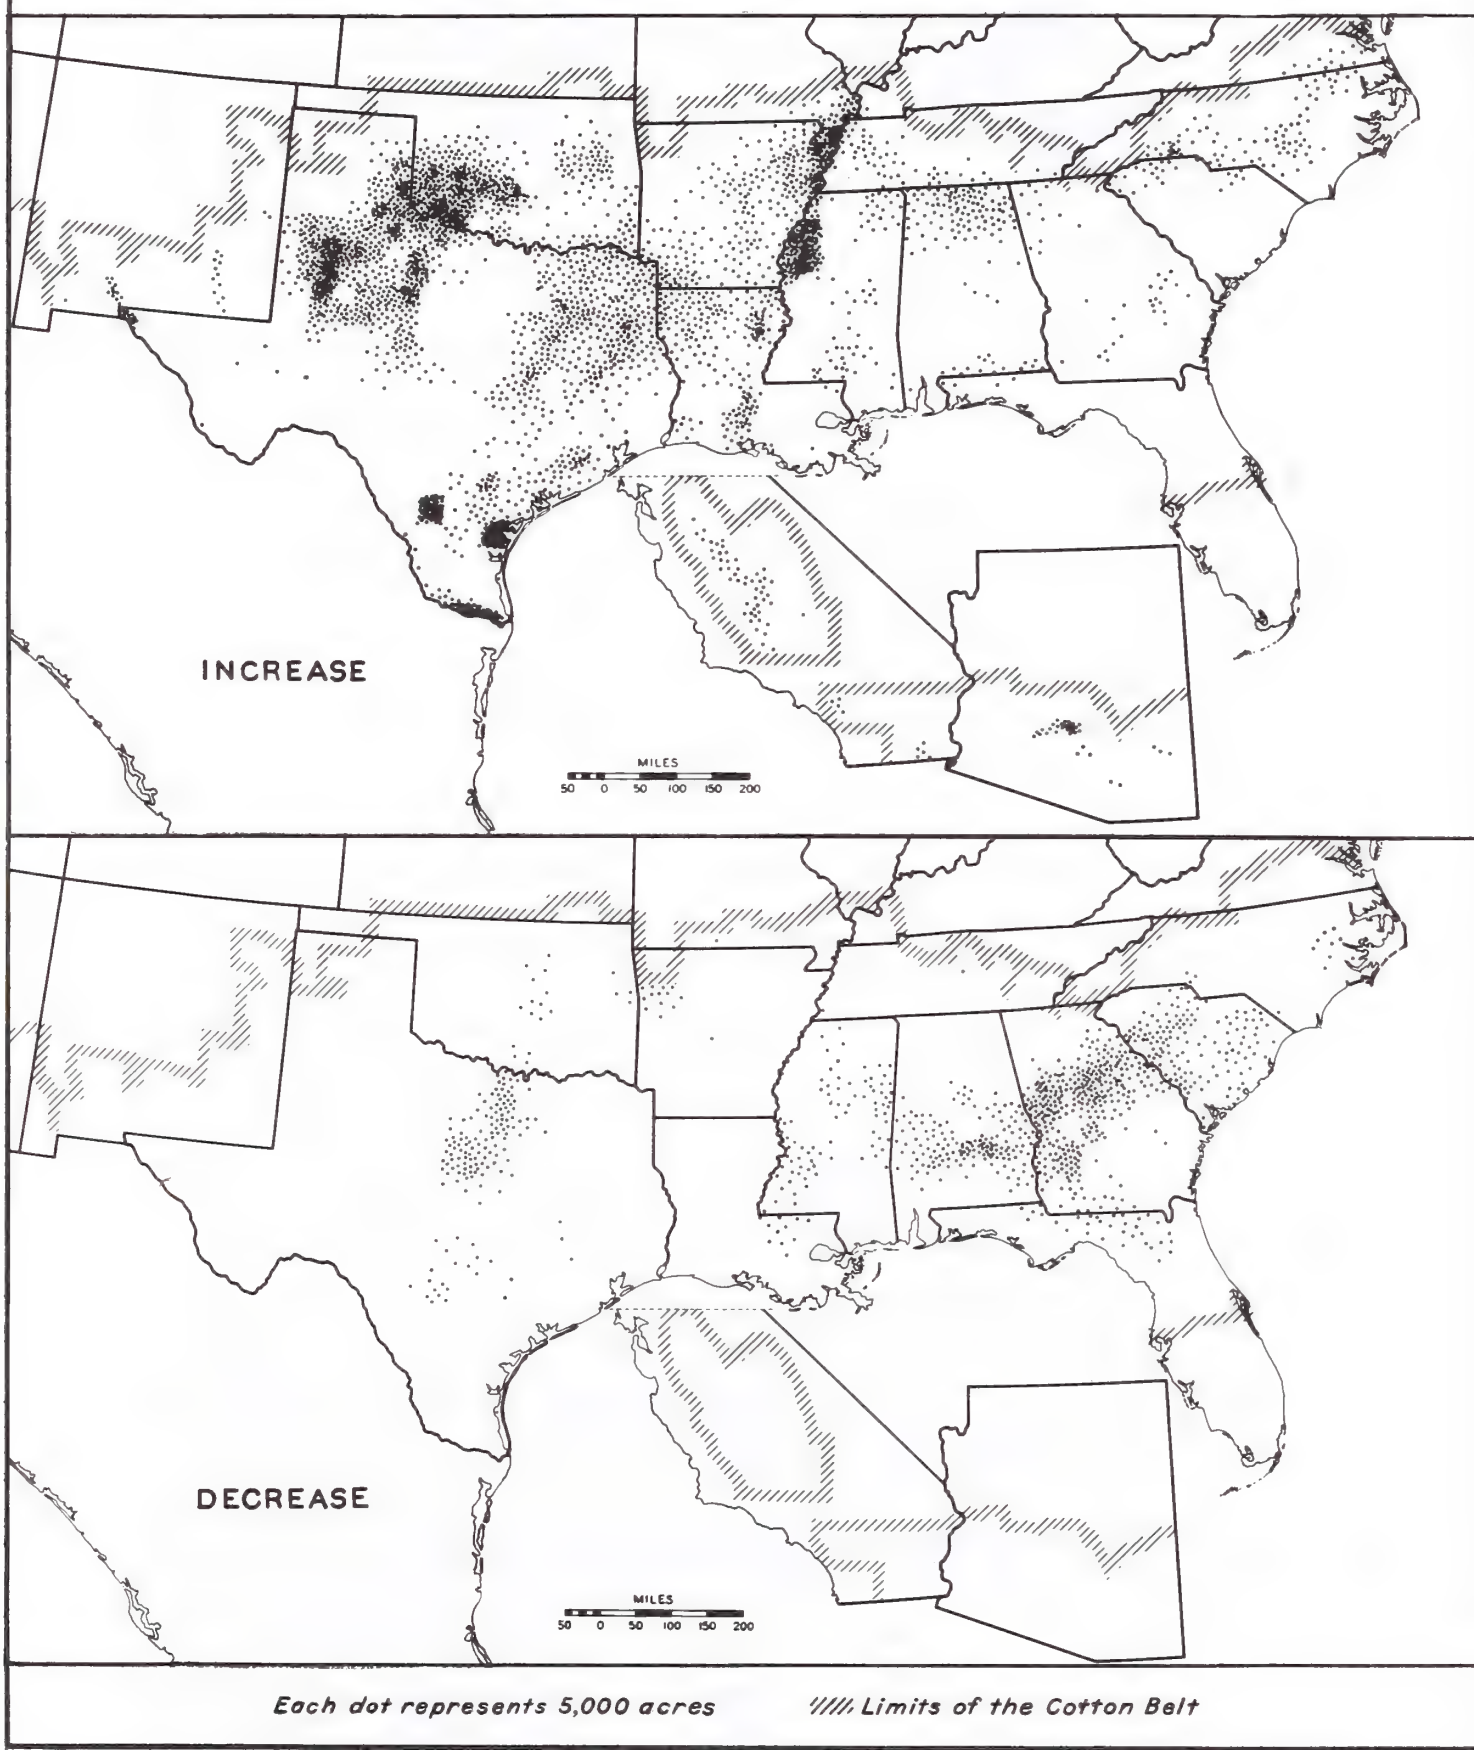 INCREASE
MILES
50 0 50 100 150 200
DECREASE
MILES
50 0 50 100 150 200
Each dot represents 5,000 acres Limits of the Cotton Belt